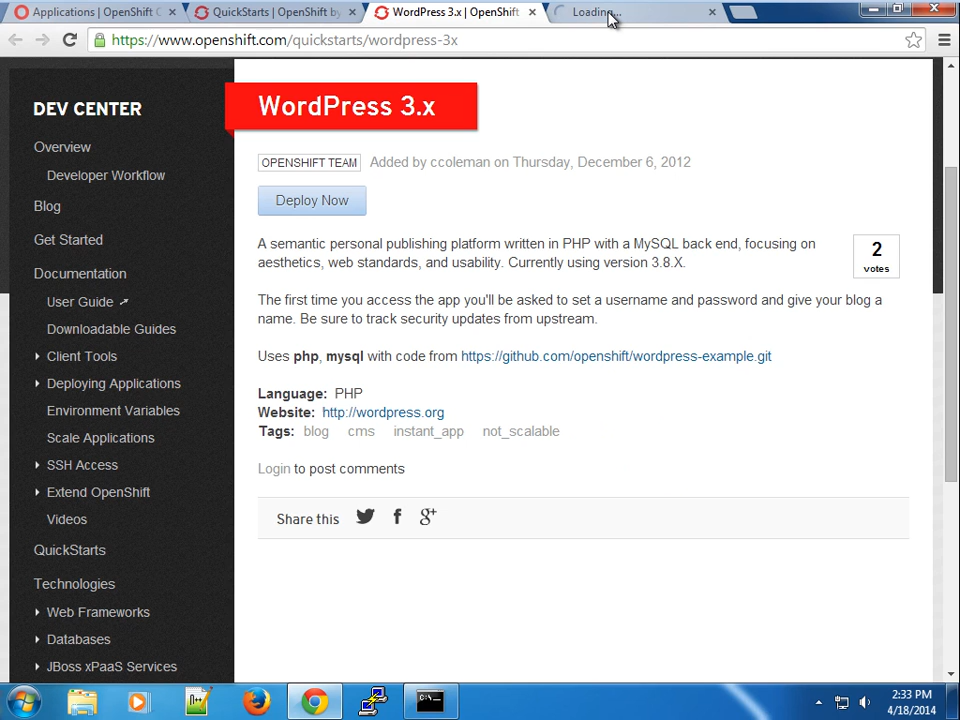 Applications | OpenShift C
QuickStarts | OpenShift by
WordPress 3.x | OpenShift
Loading...
https://www.openshift.com/quickstarts/wordpress-3x
DEV CENTER
Overview
Developer Workflow
Blog
Get Started
Documentation
User Guide
Downloadable Guides
Client Tools
Deploying Applications
Environment Variables
Scale Applications
SSH Access
Extend OpenShift
Videos
QuickStarts
Technologies
Web Frameworks
Databases
JBoss xPaaS Services
WordPress 3.x
OPENSHIFT TEAM Added by ccoleman on Thursday, December 6, 2012
Deploy Now
A semantic personal publishing platform written in PHP with a MySQL back end, focusing on
aesthetics, web standards, and usability. Currently using version 3.8.X.
2
votes
The first time you access the app you'll be asked to set a username and password and give your blog a
name. Be sure to track security updates from upstream.
Uses php, mysql with code from https://github.com/openshift/wordpress-example.git
Language: PHP
Website: http://wordpress.org
Tags: blog cms instant_app not_scalable
Login to post comments
Share this
2:33 PM
4/18/2014